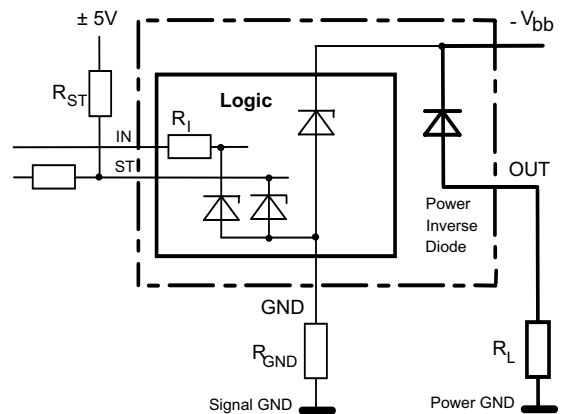 ± 5V
- Vbb
RST
Logic
IN
RI
ST
OUT
Power
Inverse
Diode
GND
RGND
RL
Signal GND
Power GND